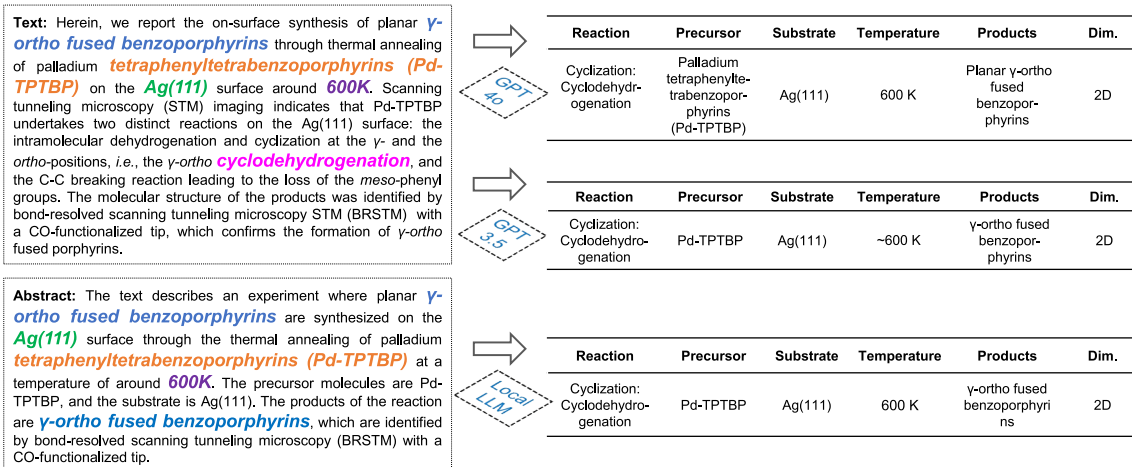 Text: Herein, we report the on-surface synthesis of planar γ-
ortho fused benzoporphyrins through thermal annealing
of palladium tetraphenyltetrabenzoporphyrins (Pd-
TPTBP) on the Ag(111) surface around 600K. Scanning
tunneling microscopy (STM) imaging indicates that Pd-TPTBP
undertakes two distinct reactions on the Ag(111) surface: the
intramolecular dehydrogenation and cyclization at the γ- and the
ortho-positions, i.e., the γ-ortho cyclodehydrogenation, and
the C-C breaking reaction leading to the loss of the meso-phenyl
groups. The molecular structure of the products was identified by
bond-resolved scanning tunneling microscopy STM (BRSTM) with
a CO-functionalized tip, which confirms the formation of γ-ortho
fused porphyrins.
Abstract: The text describes an experiment where planar γ-
ortho fused benzoporphyrins are synthesized on the
Ag(111) surface through the thermal annealing of palladium
tetraphenyltetrabenzoporphyrins (Pd-TPTBP) at a
temperature of around 600K. The precursor molecules are Pd-
TPTBP, and the substrate is Ag(111). The products of the reaction
are γ-ortho fused benzoporphyrins, which are identified
by bond-resolved scanning tunneling microscopy (BRSTM) with a
CO-functionalized tip.
GPT
4o
Reaction Precursor Substrate Temperature Products Dim.
Cyclization:
Cyclodehydr-
ogenation
Palladium
tetraphenylte-
trabenzopor-
phyrins
(Pd-TPTBP)
Ag(111)
600 K
Planar γ-ortho
fused
benzopor-
phyrins
2D
GPT
3.5
Reaction Precursor Substrate Temperature Products Dim.
Cyclization:
Cyclodehydro-
genation
Pd-TPTBP
Ag(111)
~600 K
γ-ortho fused
benzopor-
phyrins
2D
Local
LLM
Reaction Precursor Substrate Temperature Products Dim.
Cyclization:
Cyclodehydro-
genation
Pd-TPTBP
Ag(111)
600 K
γ-ortho fused
benzoporphyri
ns
2D